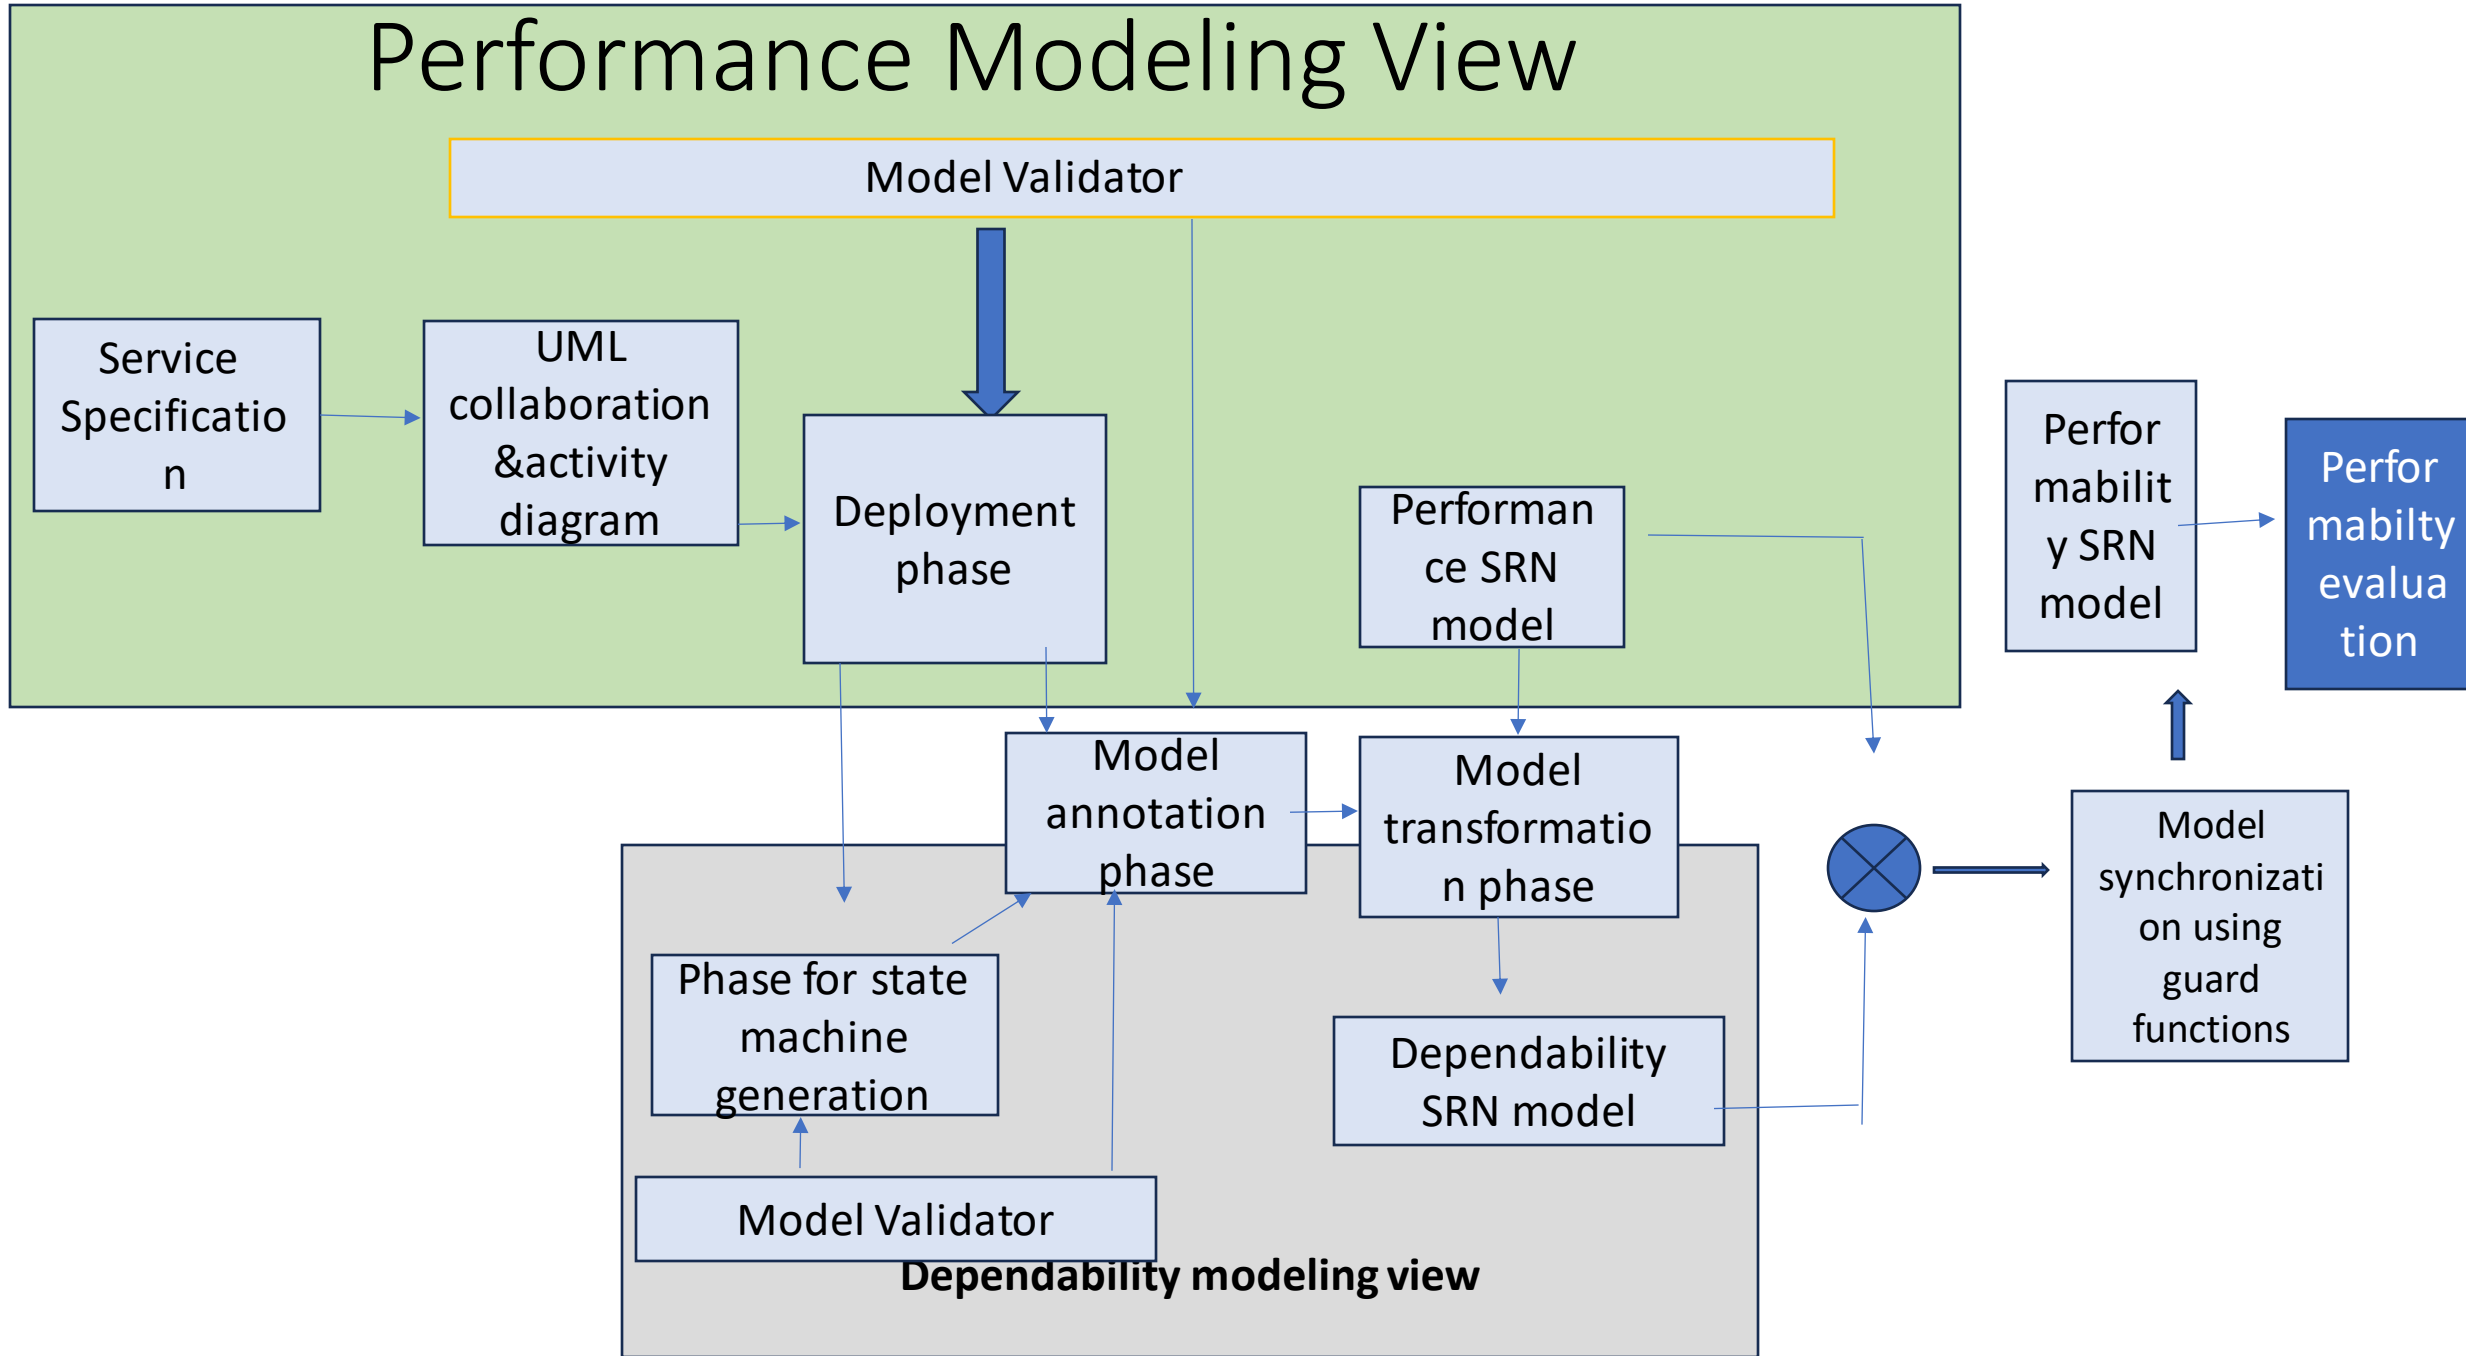 Performance Modeling View
Model Validator
Service
Specificatio
n
UML
collaboration
&activity
diagram
Deployment
phase
Performan
ce SRN
model
Perfor
mabilit
y SRN
model
Perfor
mabilty
evalua
tion
Model
annotation
phase
Model
transformatio
n phase
Model
synchronizati
on using
guard
functions
Phase for state
machine
generation
Dependability
SRN model
Model Validator
Dependability modeling view